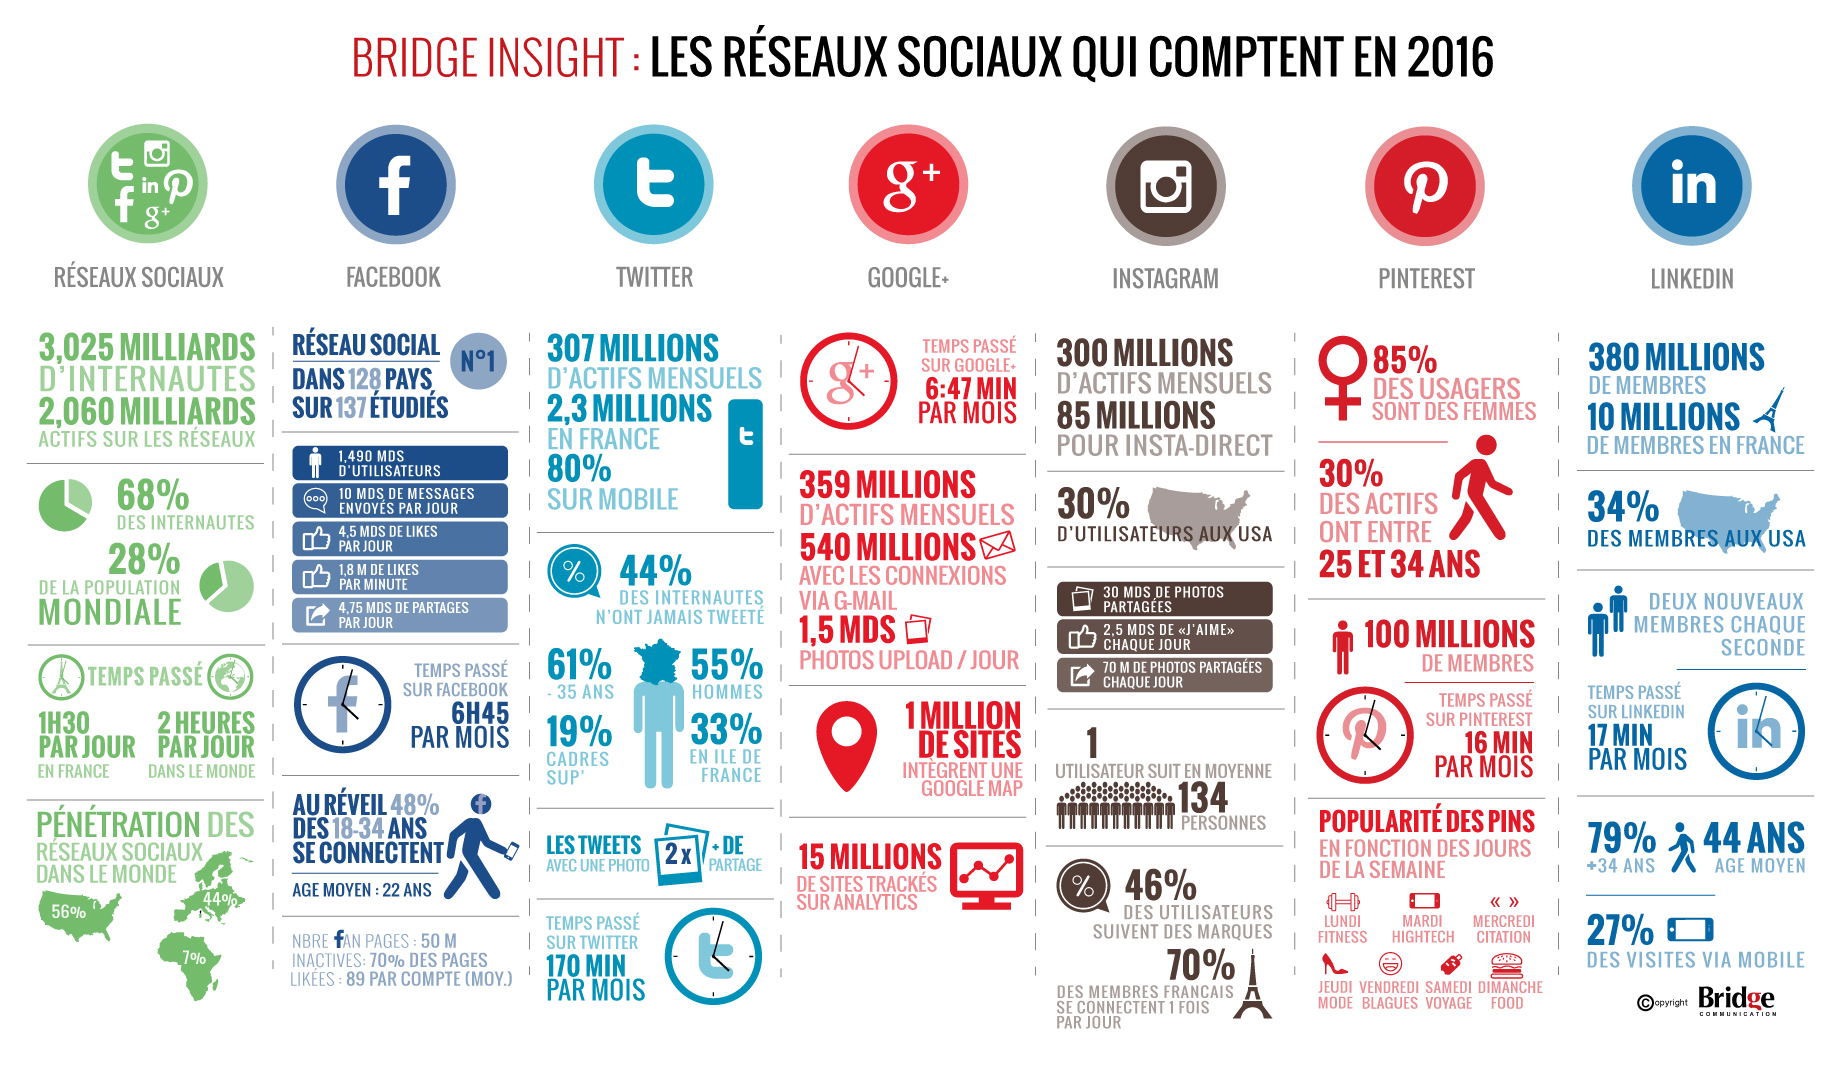 BRIDGE INSIGHT : LES RÉSEAUX SOCIAUX QUI COMPTENT EN 2016
RÉSEAUX SOCIAUX
3,025 MILLIARDS
D'INTERNAUTES
2,060 MILLIARDS
ACTIFS SUR LES RÉSEAUX
68%
DES INTERNAUTES
28%
DE LA POPULATION
MONDIALE
TEMPS PASSÉ
1H30
PAR JOUR
EN FRANCE
2 HEURES
PAR JOUR
DANS LE MONDE
PÉNÉTRATION DES
RÉSEAUX SOCIAUX
DANS LE MONDE
56%
44%
7%
FACEBOOK
RÉSEAU SOCIAL
N°1
DANS 128 PAYS
SUR 137 ÉTUDIÉS
1,490 MDS
D'UTILISATEURS
10 MDS DE MESSAGES
ENVOYÉS PAR JOUR
4,5 MDS DE LIKES
PAR JOUR
1,8 M DE LIKES
PAR MINUTE
4,75 MDS DE PARTAGES
PAR JOUR
TEMPS PASSÉ
SUR FACEBOOK
6H45
PAR MOIS
AU RÉVEIL 48%
DES 18-34 ANS
SE CONNECTENT
AGE MOYEN : 22 ANS
NBRE fAN PAGES : 50 M
INACTIVES: 70% DES PAGES
LIKÉES : 89 PAR COMPTE (MOY.)
TWITTER
307 MILLIONS
D'ACTIFS MENSUELS
2,3 MILLIONS
EN FRANCE
80%
SUR MOBILE
%
44%
DES INTERNAUTES
N'ONT JAMAIS TWEETÉ
61%
- 35 ANS
55%
HOMMES
19%
CADRES
SUP'
33%
EN ILE DE
FRANCE
LES TWEETS
AVEC UNE PHOTO
2x
+ DE
PARTAGE
TEMPS PASSÉ
SUR TWITTER
170 MIN
PAR MOIS
GOOGLE+
TEMPS PASSÉ
SUR GOOGLE+
6:47 MIN
PAR MOIS
359 MILLIONS
D'ACTIFS MENSUELS
540 MILLIONS
AVEC LES CONNEXIONS
VIA G-MAIL
1,5 MDS
PHOTOS UPLOAD / JOUR
1 MILLION
DE SITES
INTÈGRENT UNE
GOOGLE MAP
15 MILLIONS
DE SITES TRACKÉS
SUR ANALYTICS
INSTAGRAM
300 MILLIONS
D'ACTIFS MENSUELS
85 MILLIONS
POUR INSTA-DIRECT
30%
D'UTILISATEURS AUX USA
30 MDS DE PHOTOS
PARTAGÉES
2,5 MDS DE «J'AIME»
CHAQUE JOUR
70 M DE PHOTOS PARTAGÉES
CHAQUE JOUR
1
UTILISATEUR SUIT EN MOYENNE
134
PERSONNES
%
46%
DES UTILISATEURS
SUIVENT DES MARQUES
70%
DES MEMBRES FRANCAIS
SE CONNECTENT 1 FOIS
PAR JOUR
PINTEREST
85%
DES USAGERS
SONT DES FEMMES
30%
DES ACTIFS
ONT ENTRE
25 ET 34 ANS
100 MILLIONS
DE MEMBRES
TEMPS PASSÉ
SUR PINTEREST
16 MIN
PAR MOIS
POPULARITÉ DES PINS
EN FONCTION DES JOURS
DE LA SEMAINE
LUNDI
FITNESS
MARDI
HIGHTECH
« »
MERCREDI
CITATION
JEUDI
MODE
VENDREDI
BLAGUES
SAMEDI
VOYAGE
DIMANCHE
FOOD
LINKEDIN
380 MILLIONS
DE MEMBRES
10 MILLIONS
DE MEMBRES EN FRANCE
34%
DES MEMBRES AUX USA
DEUX NOUVEAUX
MEMBRES CHAQUE
SECONDE
TEMPS PASSÉ
SUR LINKEDIN
17 MIN
PAR MOIS
79%
+34 ANS
44 ANS
AGE MOYEN
27%
DES VISITES VIA MOBILE
©opyright Bridge
COMMUNICATION